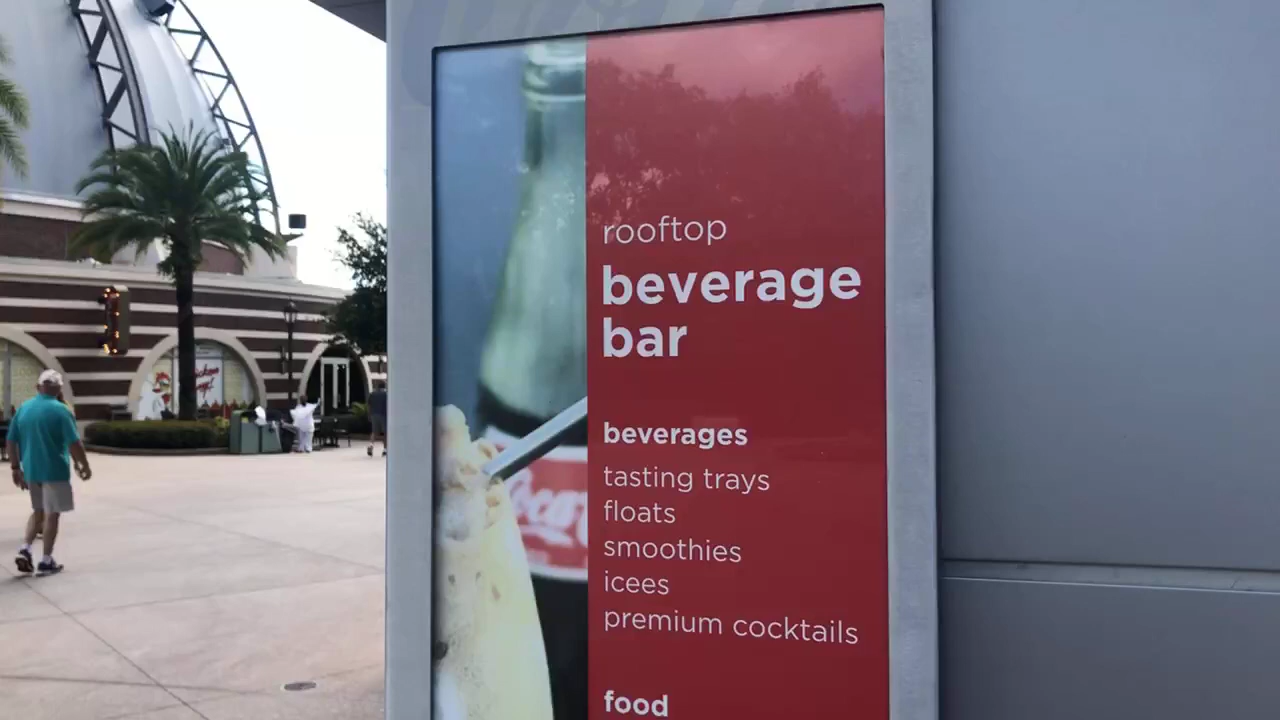 rooftop
beverage
bar
beverages
tasting trays
floats
smoothies
icees
premium cocktails
food